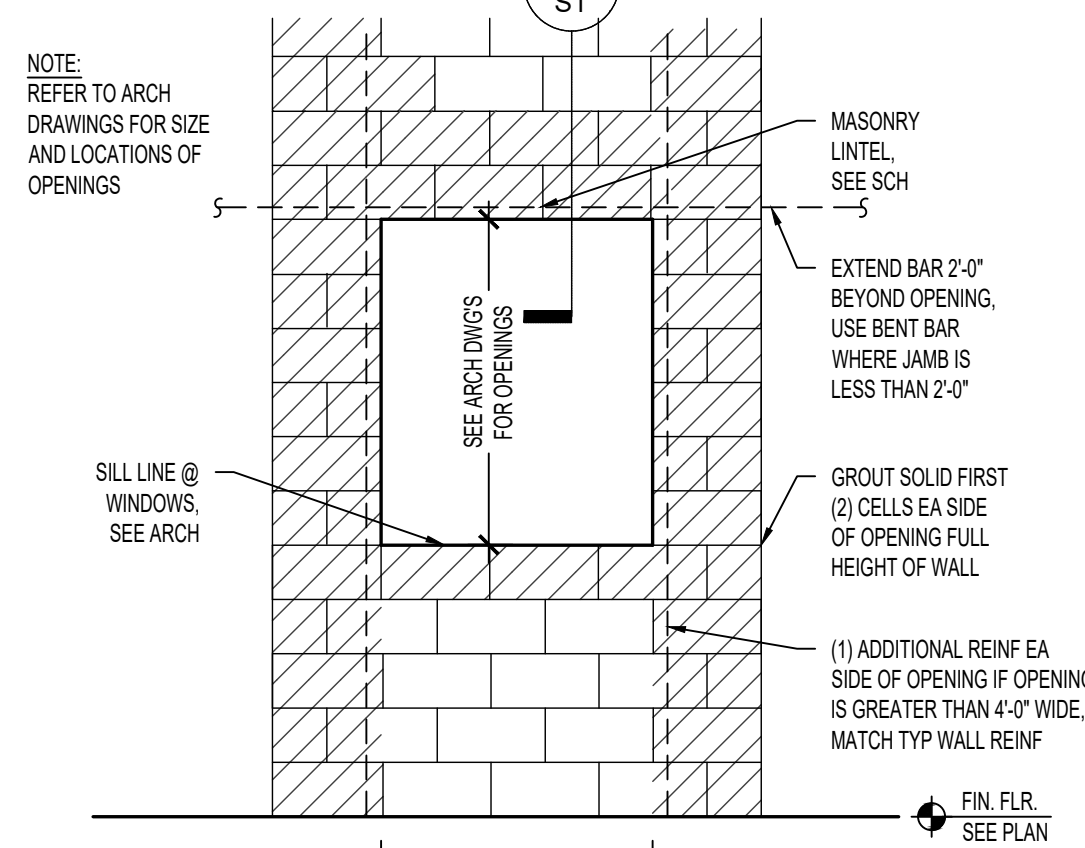 S1
NOTE:
REFER TO ARCH
DRAWINGS FOR SIZE
AND LOCATIONS OF
OPENINGS
MASONRY
LINTEL,
SEE SCH
EXTEND BAR 2'-0"
BEYOND OPENING,
USE BENT BAR
WHERE JAMB IS
LESS THAN 2'-0"
SEE ARCH DWG'S
FOR OPENINGS
SILL LINE @
WINDOWS,
SEE ARCH
GROUT SOLID FIRST
(2) CELLS EA SIDE
OF OPENING FULL
HEIGHT OF WALL
(1) ADDITIONAL REINF EA
SIDE OF OPENING IF OPENING
IS GREATER THAN 4'-0" WIDE,
MATCH TYP WALL REINF
FIN. FLR.
SEE PLAN